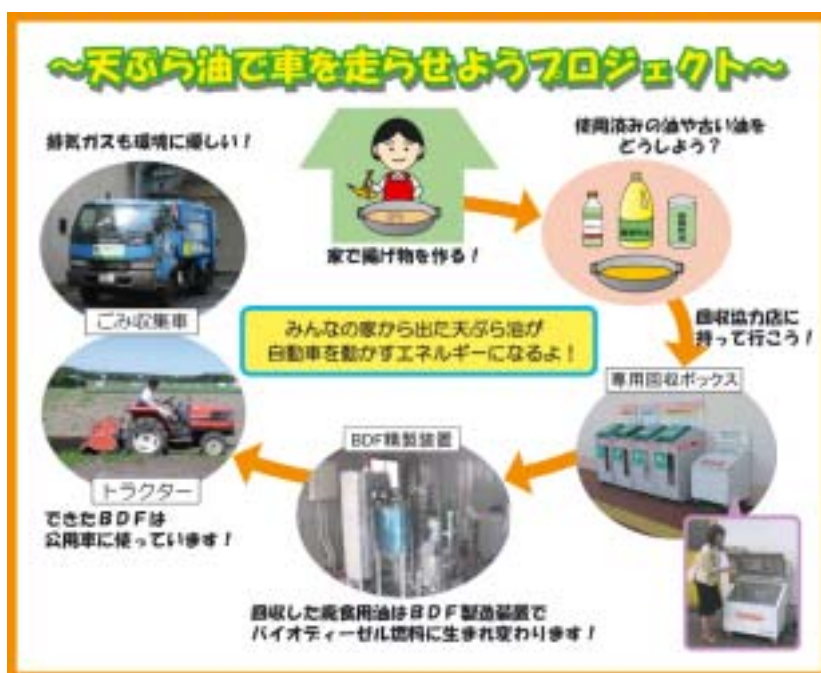 ～天ぷら油で車を走らせようプロジェクト～
排気ガスも環境に優しい！
使用済みの油や古い油を
どうしよう？
家で揚げ物を作る！
ごみ収集車
みんなの家から出た天ぷら油が
自動車を動かすエネルギーになるよ！
回収協力店に
持って行こう！
専用回収ボックス
BDF精製装置
トラクター
できたＢＤＦは
公用車に使っています！
回収した廃食用油はＢＤＦ製造装置で
バイオディーゼル燃料に生まれ変わります！